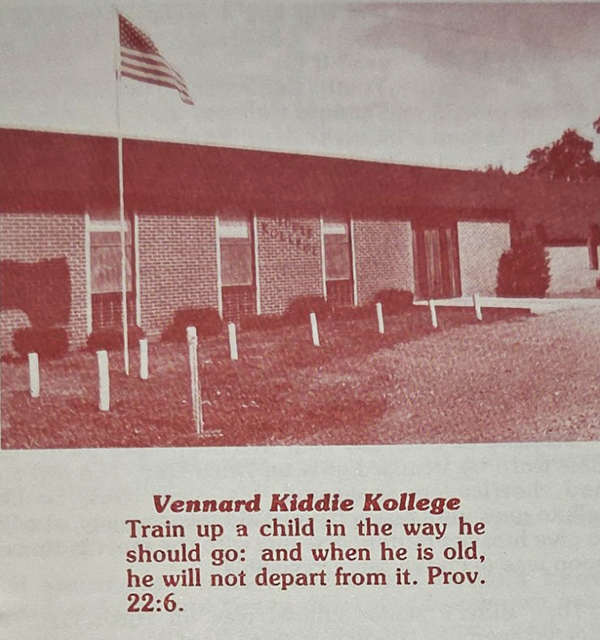 KOLLEGE
Vennard Kiddie Kollege
Train up a child in the way he
should go: and when he is old,
he will not depart from it. Prov.
22:6.